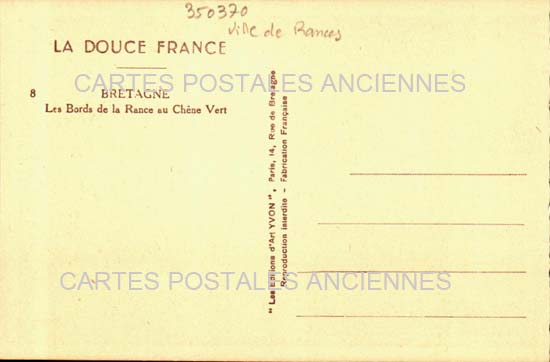 350370
Ville de Rances
LA DOUCE FRANCE
CARTES POSTALES ANCIENNES
8 BRETAGNE
Les Bords de la Rance au Chêne Vert
"Les Editions d'Art YVON", Paris, 14, Rue de Bretagne
Reproduction interdite - Fabrication Française
CARTES POSTALES ANCIENNES